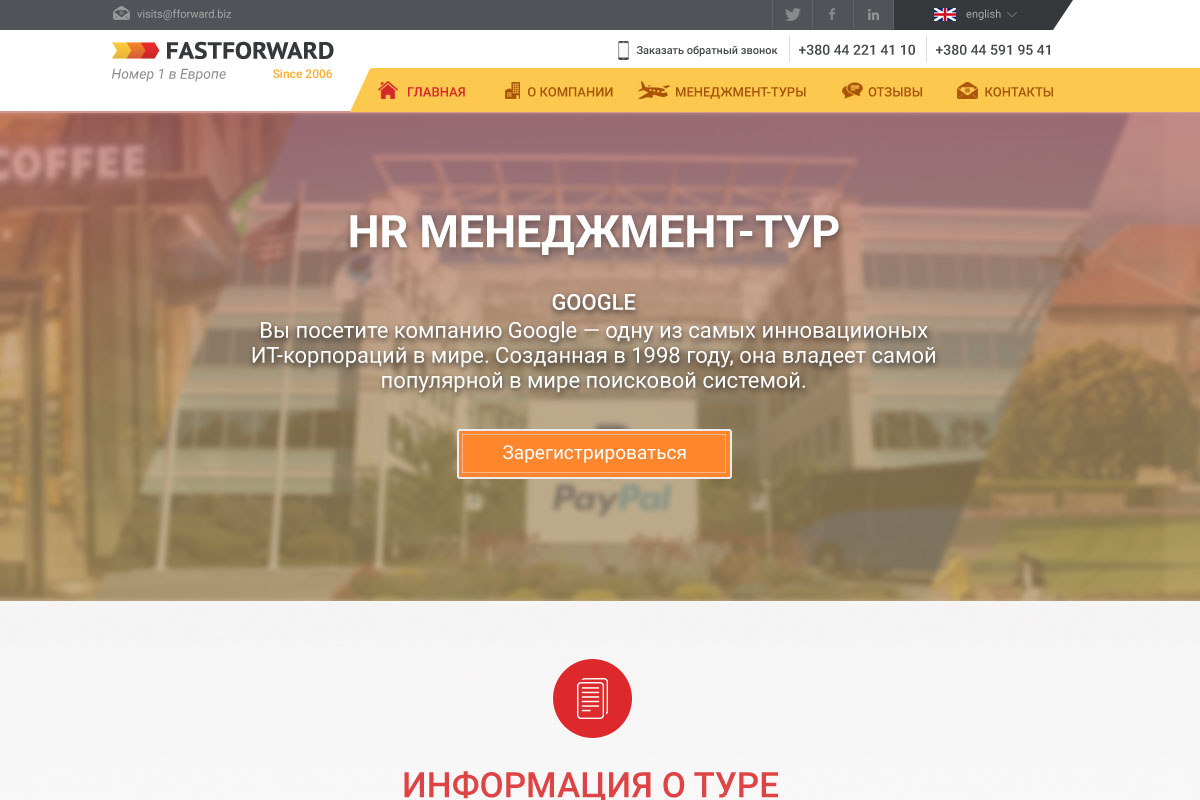 visits@fforward.biz
english
FASTFORWARD
Номер 1 в Европе
Since 2006
Заказать обратный звонок
+380 44 221 41 10
+380 44 591 95 41
ГЛАВНАЯ
О КОМПАНИИ
МЕНЕДЖМЕНТ-ТУРЫ
ОТЗЫВЫ
КОНТАКТЫ
COFFEE
HR МЕНЕДЖМЕНТ-ТУР
GOOGLE
Вы посетите компанию Google — одну из самых инновациионых
ИТ-корпораций в мире. Созданная в 1998 году, она владеет самой
популярной в мире поисковой системой.
Зарегистрироваться
PayPal
ИНФОРМАЦИЯ О ТУРЕ